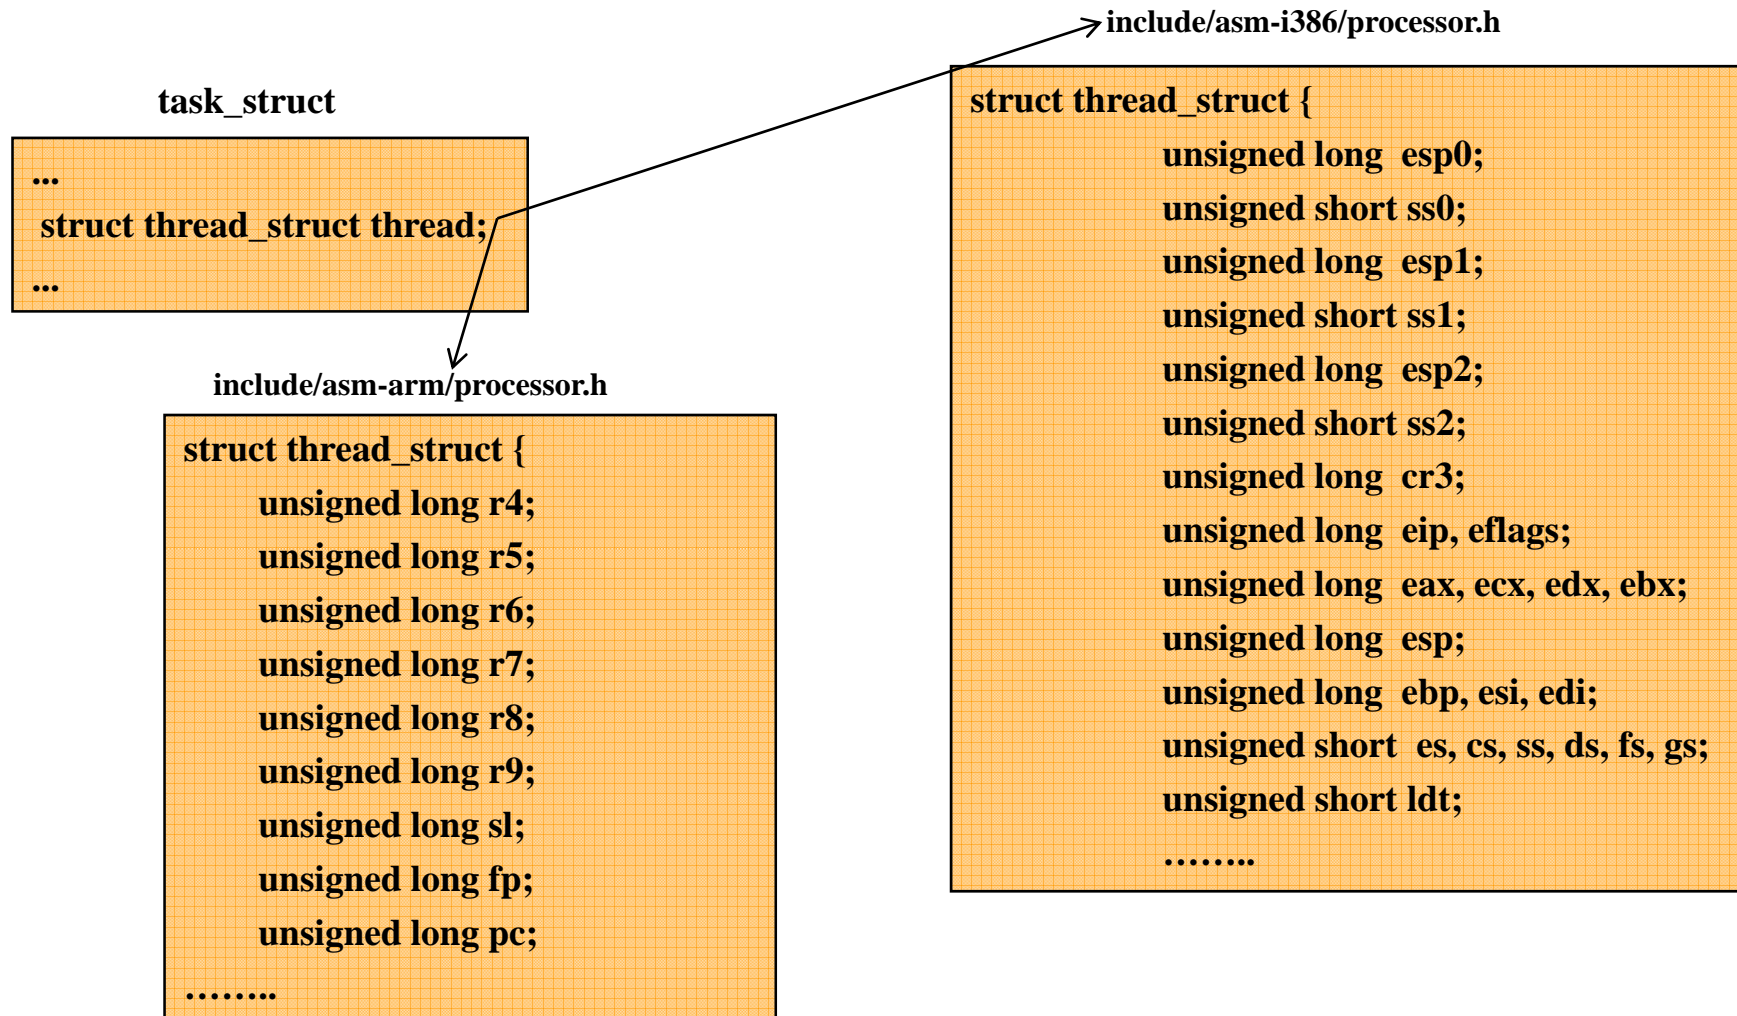 include/asm-i386/processor.h
task_struct
...
struct thread_struct thread;
...
include/asm-arm/processor.h
struct thread_struct {
unsigned long r4;
unsigned long r5;
unsigned long r6;
unsigned long r7;
unsigned long r8;
unsigned long r9;
unsigned long sl;
unsigned long fp;
unsigned long pc;
……..
struct thread_struct {
unsigned long  esp0;
unsigned short ss0;
unsigned long  esp1;
unsigned short ss1;
unsigned long  esp2;
unsigned short ss2;
unsigned long  cr3;
unsigned long  eip, eflags;
unsigned long  eax, ecx, edx, ebx;
unsigned long  esp;
unsigned long  ebp, esi, edi;
unsigned short  es, cs, ss, ds, fs, gs;
unsigned short ldt;
……..